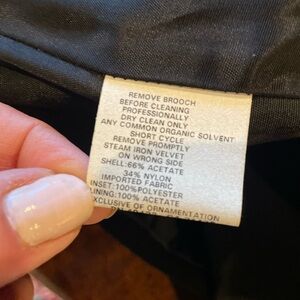 REMOVE BROOCH
BEFORE CLEANING
PROFESSIONALLY
DRY CLEAN ONLY
ANY COMMON ORGANIC SOLVENT
SHORT CYCLE
REMOVE PROMPTLY
STEAM IRON VELVET
ON WRONG SIDE
SHELL: 66% ACETATE
34% NYLON
IMPORTED FABRIC
INSET: 100% POLYESTER
LINING: 100% ACETATE
EXCLUSIVE OF ORNAMENTATION